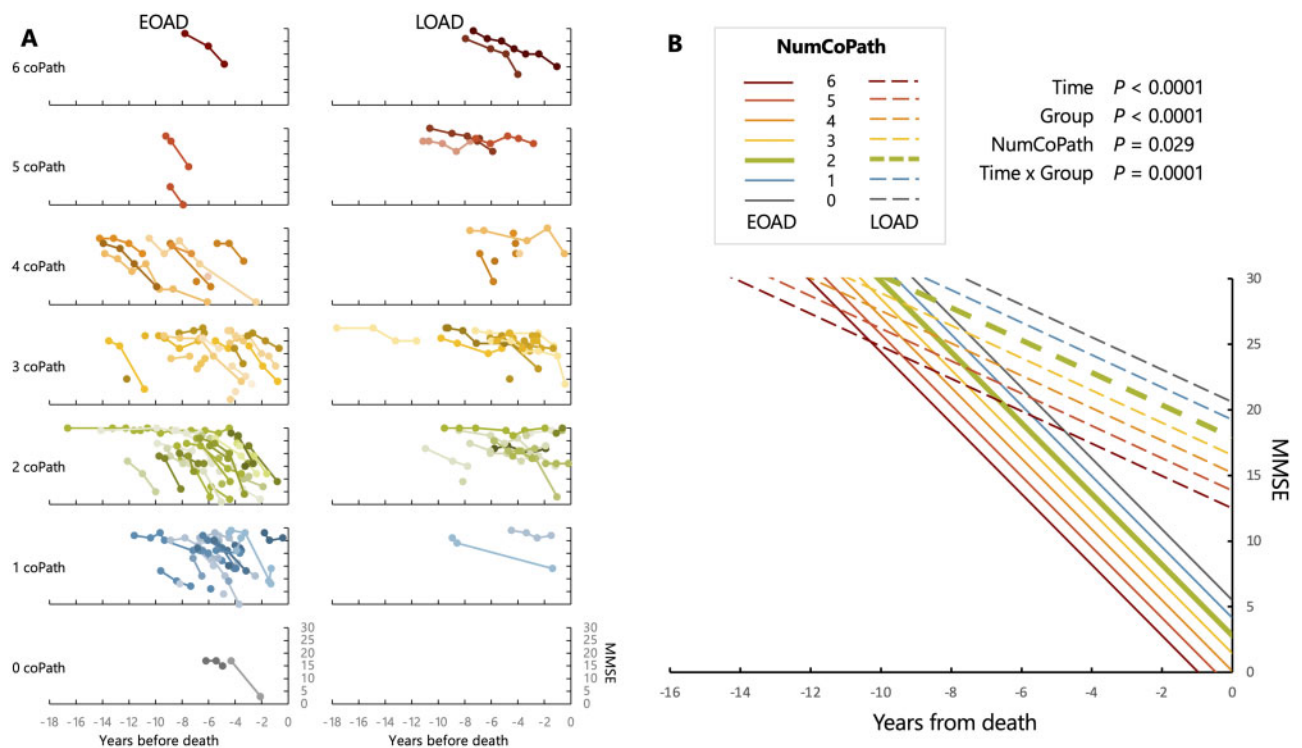 A
EOAD
LOAD
6 coPath
5 coPath
4 coPath
3 coPath
2 coPath
1 coPath
0 coPath
30
25
20
15
10
5
0
MMSE
30
25
20
15
10
5
0
MMSE
-18 -16 -14 -12 -10 -8 -6 -4 -2 0
-18 -16 -14 -12 -10 -8 -6 -4 -2 0
Years before death
Years before death
B
NumCoPath
6
5
4
3
2
1
0
EOAD
LOAD
Time P < 0.0001
Group P < 0.0001
NumCoPath P = 0.029
Time x Group P = 0.0001
30
25
20
15
10
5
0
MMSE
-16 -14 -12 -10 -8 -6 -4 -2 0
Years from death